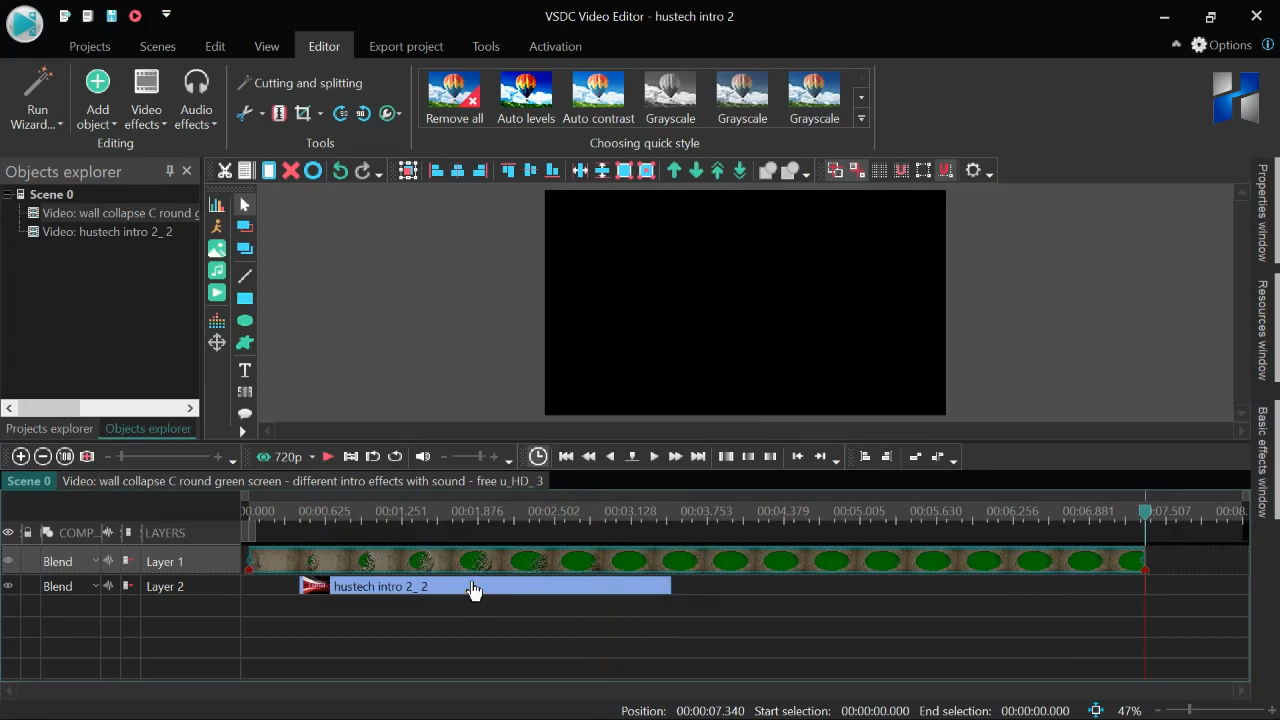 VSDC Video Editor - hustech intro 2
Projects Scenes Edit View Editor Export project Tools Activation
Options
Run Wizard...
Add object
Video effects
Audio effects
Editing
Cutting and splitting
Tools
Remove all
Auto levels
Auto contrast
Grayscale
Grayscale
Grayscale
Choosing quick style
Objects explorer
Scene 0
Video: wall collapse C round g
Video: hustech intro 2_ 2
Projects explorer Objects explorer
Properties window
Resources window
Basic effects window
720p
Scene 0 Video: wall collapse C round green screen - different intro effects with sound - free u_HD_ 3
00:00.625 00:01.251 00:01.876 00:02.502 00:03.128 00:03.753 00:04.379 00:05.005 00:05.630 00:06.256 00:06.881
COMP... LAYERS
Blend Layer 1
Blend Layer 2
hustech intro 2_ 2
Position: 00:00:07.340 Start selection: 00:00:00.000 End selection: 00:00:00.000 47%